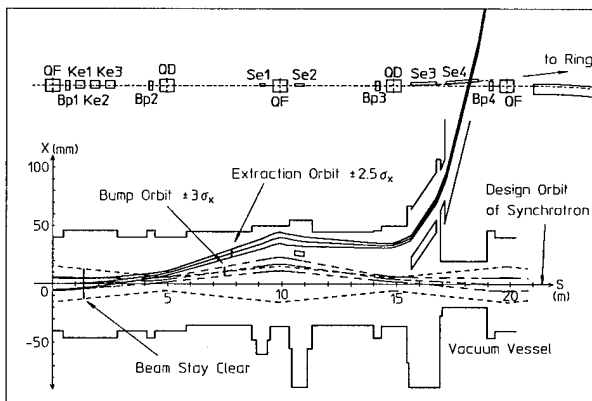 QF Ke1 Ke3 QD Se1 Se2 QD Se3 Se4 to Ring
Bp1 Ke2 Bp2 QF Bp3 Bp4 QF
X (mm)
100
50
0
-50
Extraction Orbit ±2.5σx
Bump Orbit ±3σx
Design Orbit
of Synchrotron
5 10 15 20 S
(m)
Beam Stay Clear
Vacuum Vessel